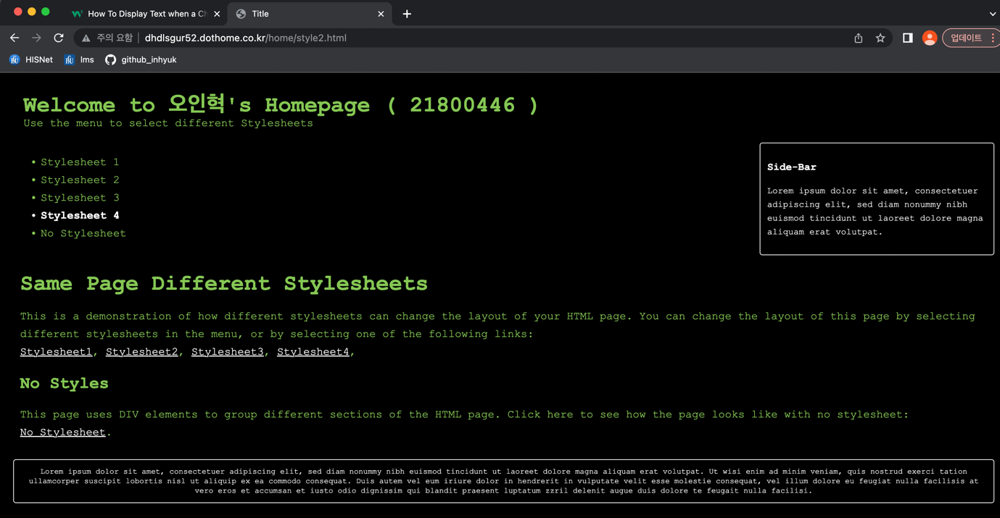 How To Display Text when a Ch
Title
주의 요함
dhdlsgur52.dothome.co.kr/home/style2.html
업데이트
HISNet
lms
github_inhyuk
Welcome to 오인혁's Homepage ( 21800446 )
Use the menu to select different Stylesheets
• Stylesheet 1
• Stylesheet 2
• Stylesheet 3
• Stylesheet 4
• No Stylesheet
Side-Bar
Lorem ipsum dolor sit amet, consectetuer
adipiscing elit, sed diam nonummy nibh
euismod tincidunt ut laoreet dolore magna
aliquam erat volutpat.
Same Page Different Stylesheets
This is a demonstration of how different stylesheets can change the layout of your HTML page. You can change the layout of this page by selecting
different stylesheets in the menu, or by selecting one of the following links:
Stylesheet1, Stylesheet2, Stylesheet3, Stylesheet4,
No Styles
This page uses DIV elements to group different sections of the HTML page. Click here to see how the page looks like with no stylesheet:
No Stylesheet.
Lorem ipsum dolor sit amet, consectetuer adipiscing elit, sed diam nonummy nibh euismod tincidunt ut laoreet dolore magna aliquam erat volutpat. Ut wisi enim ad minim veniam, quis nostrud exerci tation
ullamcorper suscipit lobortis nisl ut aliquip ex ea commodo consequat. Duis autem vel eum iriure dolor in hendrerit in vulputate velit esse molestie consequat, vel illum dolore eu feugiat nulla facilisis at
vero eros et accumsan et iusto odio dignissim qui blandit praesent luptatum zzril delenit augue duis dolore te feugait nulla facilisi.